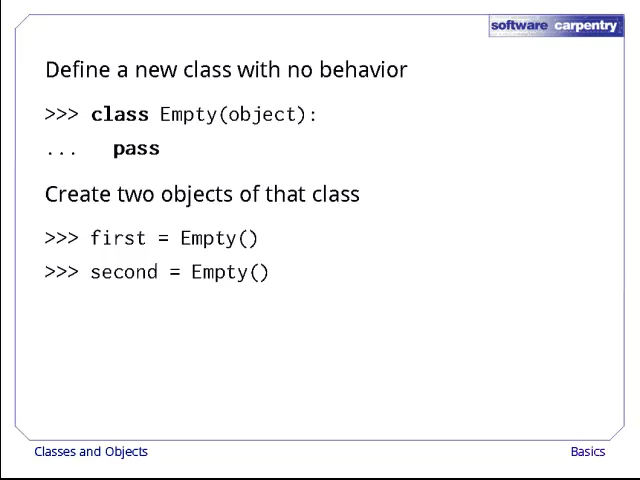 software carpentry
Define a new class with no behavior
>>> class Empty(object):
... pass
Create two objects of that class
>>> first = Empty()
>>> second = Empty()
Classes and Objects
Basics